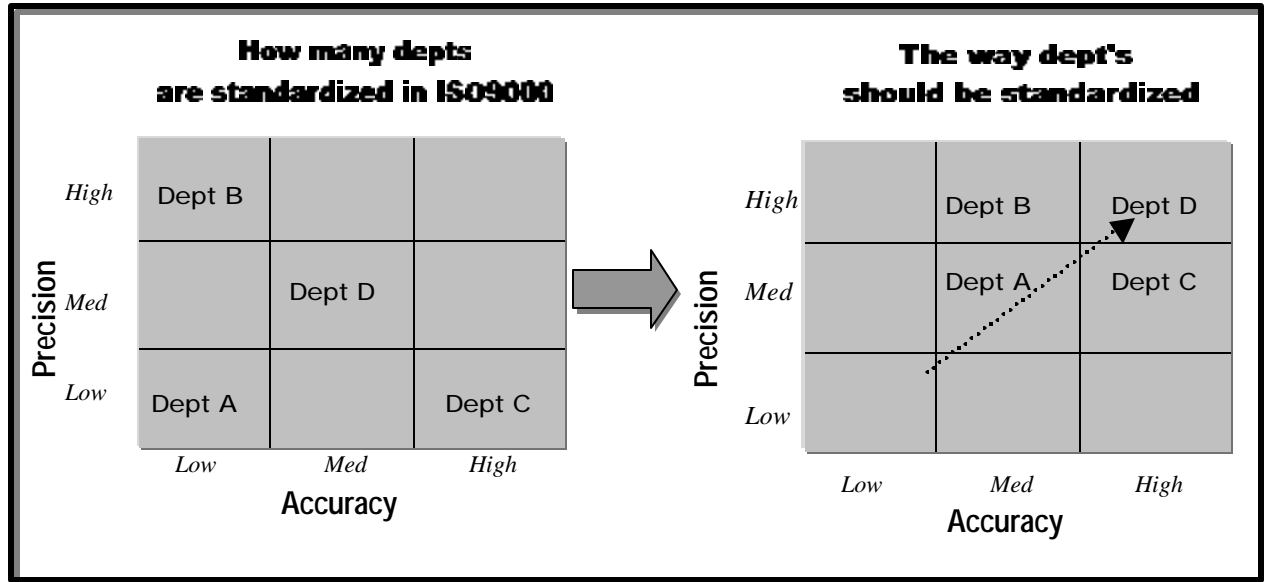 How many depts
are standardized in ISO9000
High
Dept B
Med
Dept D
Low
Dept A
Dept C
Precision
Low
Med
High
Accuracy
The way dept's
should be standardized
High
Dept B
Dept D
Med
Dept A
Dept C
Low
Precision
Low
Med
High
Accuracy